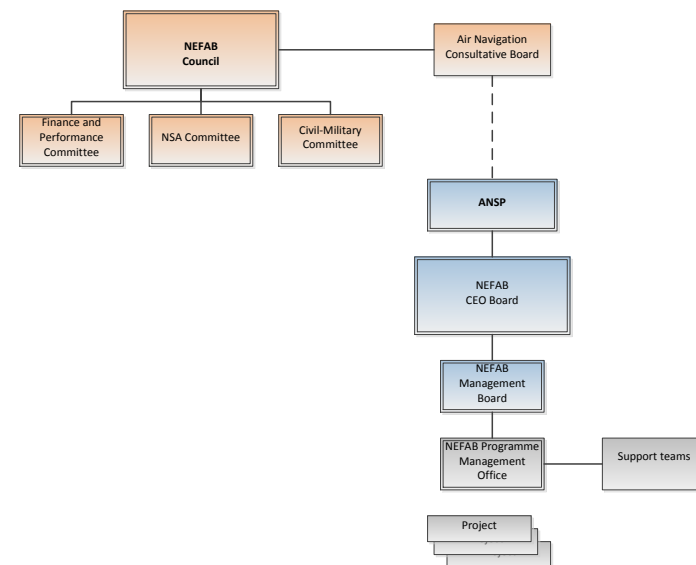 NEFAB
Council
Air Navigation
Consultative Board
Finance and
Performance
Committee
NSA Committee
Civil-Military
Committee
ANSP
NEFAB
CEO Board
NEFAB
Management
Board
NEFAB Programme
Management
Office
Support teams
Project